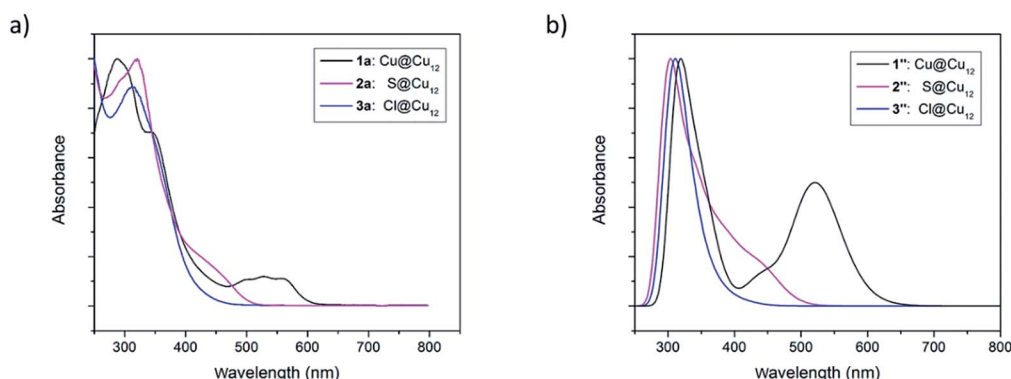 a)
1a: Cu@Cu12
2a: S@Cu12
3a: Cl@Cu12
Absorbance
300 400 500 600 700 800
Wavelength (nm)
b)
1": Cu@Cu12
2": S@Cu12
3": Cl@Cu12
Absorbance
300 400 500 600 700 800
Wavelength (nm)